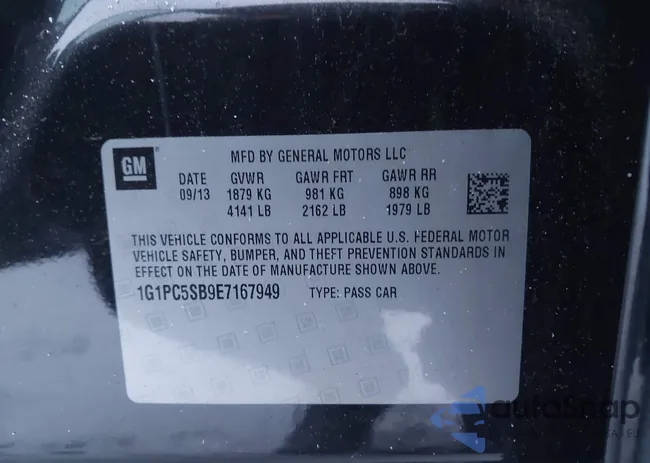 GM
MFD BY GENERAL MOTORS LLC
DATE GVWR GAWR FRT GAWR RR
09/13 1879 KG 981 KG 898 KG
4141 LB 2162 LB 1979 LB
THIS VEHICLE CONFORMS TO ALL APPLICABLE U.S. FEDERAL MOTOR
VEHICLE SAFETY, BUMPER, AND THEFT PREVENTION STANDARDS IN
EFFECT ON THE DATE OF MANUFACTURE SHOWN ABOVE.
1G1PC5SB9E7167949 TYPE: PASS CAR
autoSnap